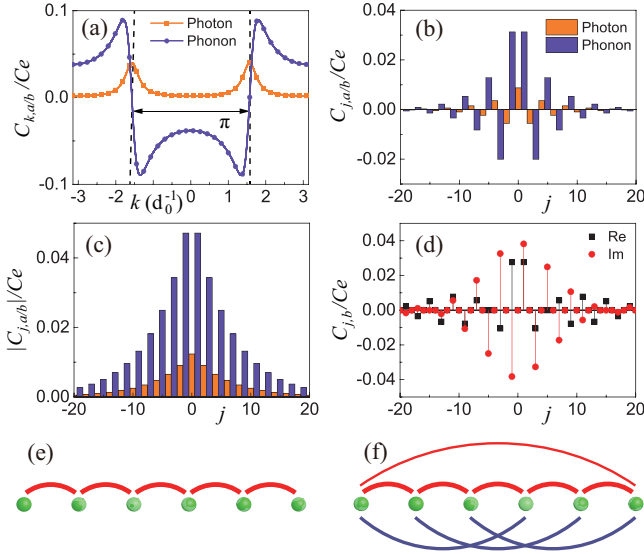 (a)
Photon
Phonon
0.1
0.0
-0.1
C_{k,a/b}/Ce
π
-3 -2 -1 0 1 2 3
k (d_0^{-1})
(b)
Photon
Phonon
0.04
0.02
0.00
-0.02
C_{j,a/b}/Ce
-20 -10 0 10 20
j
(c)
0.04
0.02
0.00
|C_{j,a/b}|/Ce
-20 -10 0 10 20
j
(d)
Re
Im
0.04
0.02
0.00
-0.02
-0.04
C_{j,b}/Ce
-20 -10 0 10 20
j
(e)
(f)